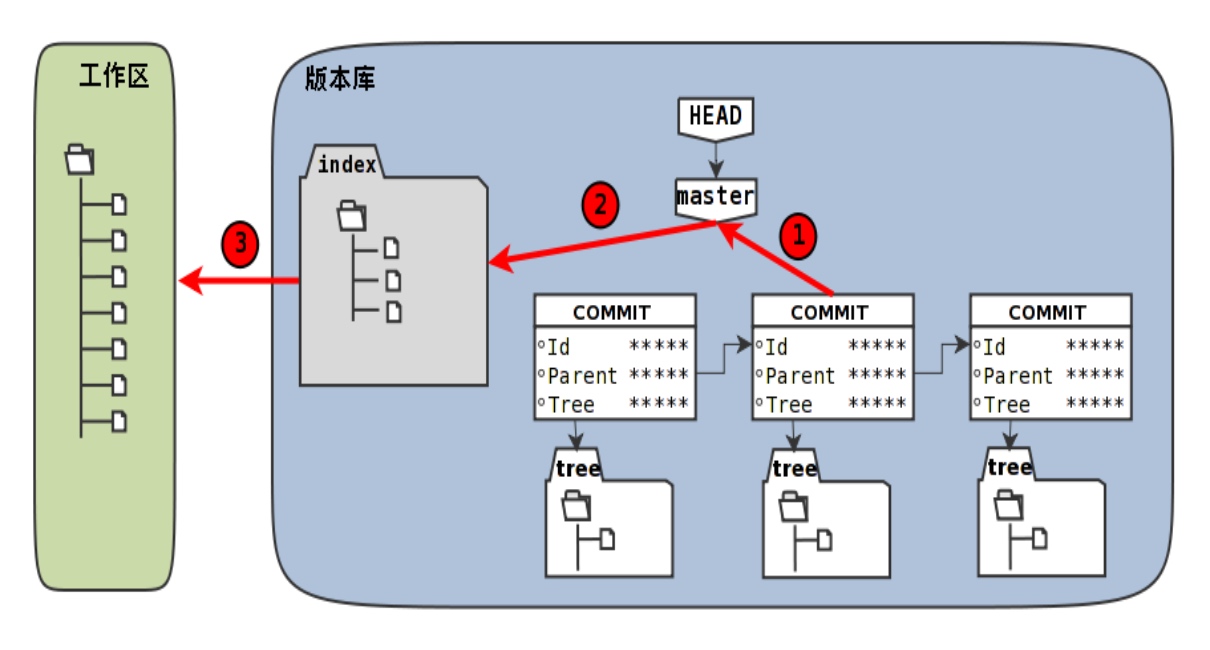 工作区
版本库
HEAD
index
master
1
2
3
COMMIT
Id *****
Parent *****
Tree *****
COMMIT
Id *****
Parent *****
Tree *****
COMMIT
Id *****
Parent *****
Tree *****
tree
tree
tree